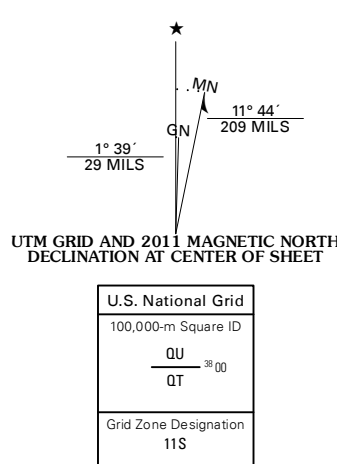 ★
MN
GN
11° 44´
209 MILS
1° 39´
29 MILS
UTM GRID AND 2011 MAGNETIC NORTH
DECLINATION AT CENTER OF SHEET
U.S. National Grid
100,000-m Square ID
QU
38 00
QT
Grid Zone Designation
11S